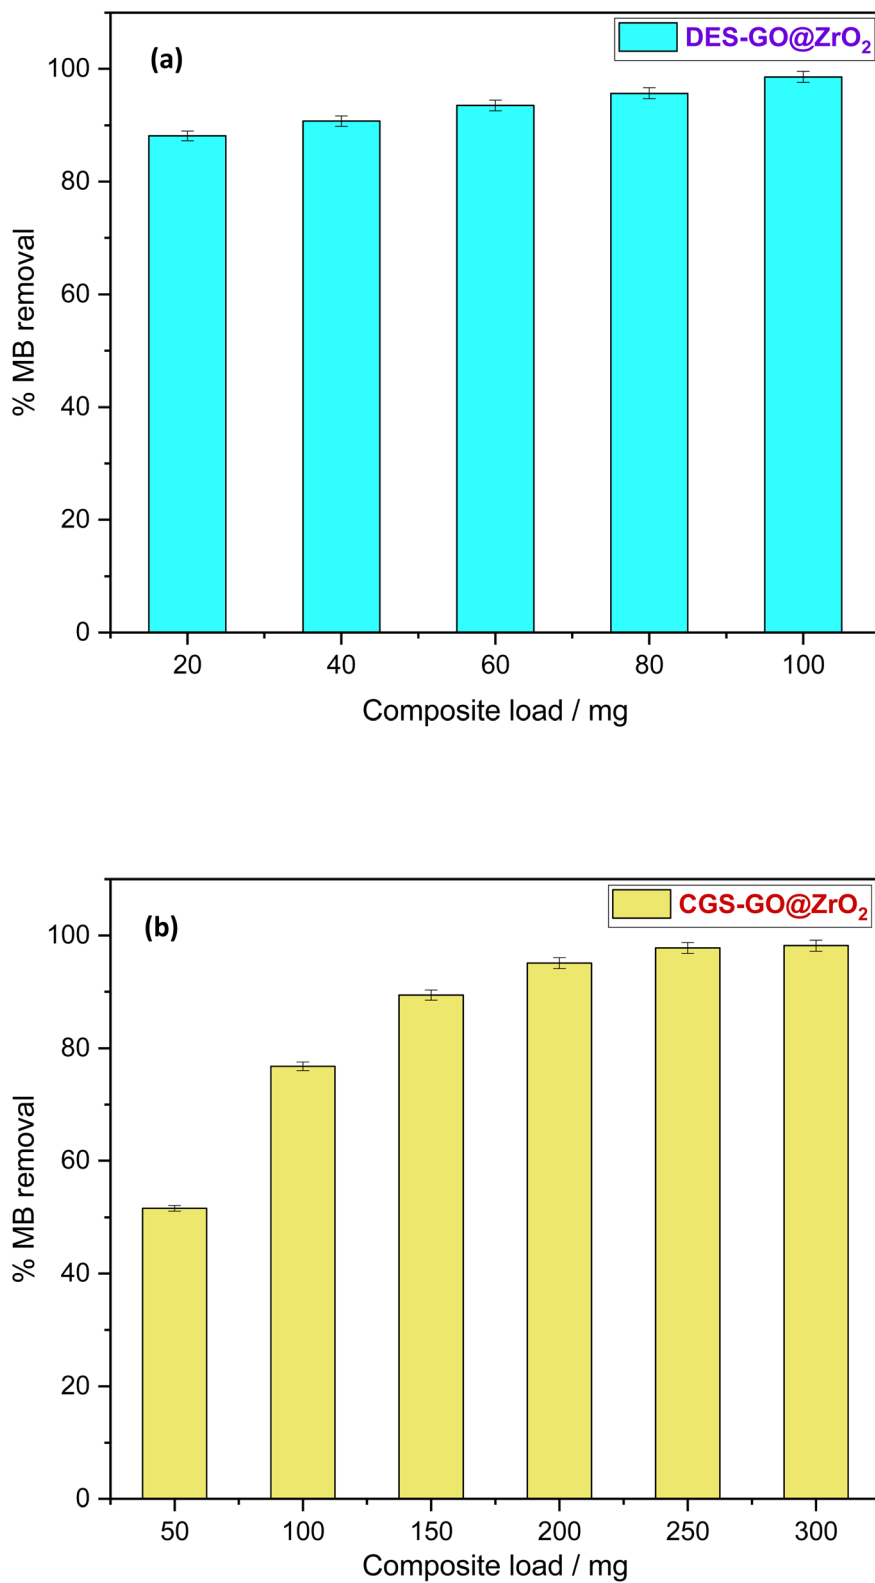 (a)
DES-GO@ZrO₂
100
80
60
40
20
0
% MB removal
20 40 60 80 100
Composite load / mg
(b)
CGS-GO@ZrO₂
100
80
60
40
20
0
% MB removal
50 100 150 200 250 300
Composite load / mg